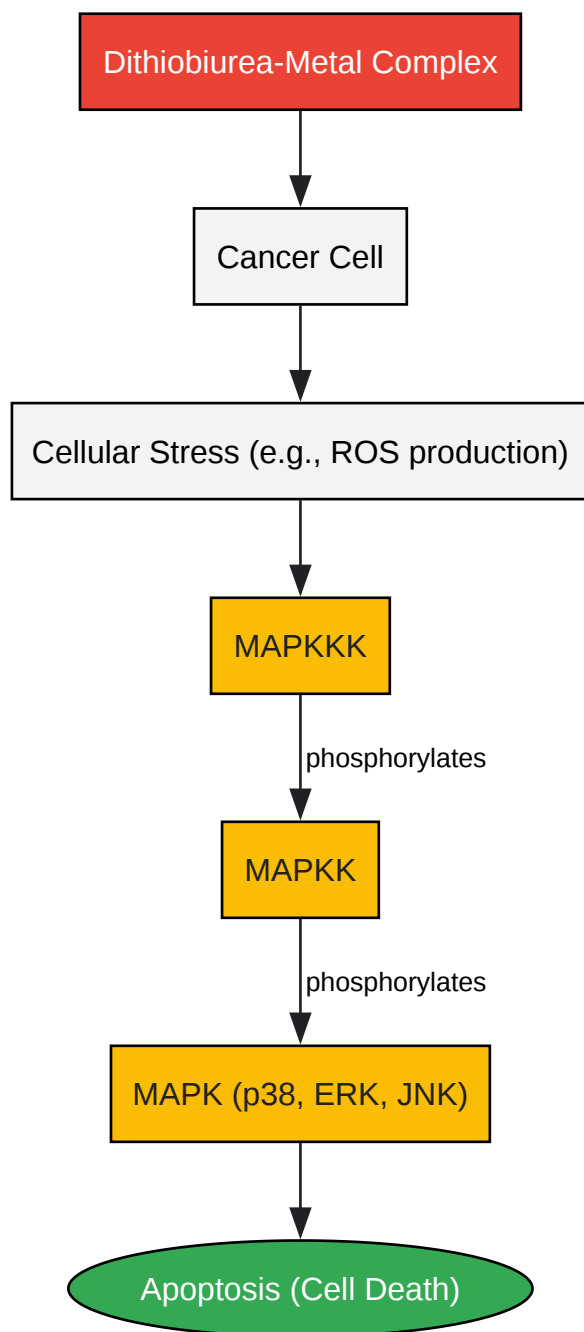 Dithiobiurea-Metal Complex
Cancer Cell
Cellular Stress (e.g., ROS production)
MAPKKK
phosphorylates
MAPKK
phosphorylates
MAPK (p38, ERK, JNK)
Apoptosis (Cell Death)